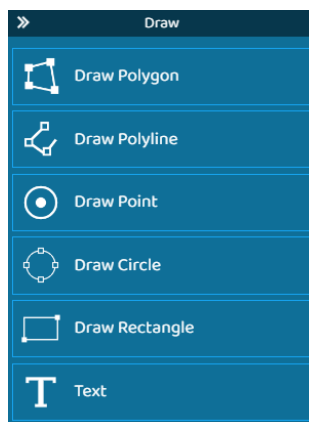 Draw
Draw Polygon
Draw Polyline
Draw Point
Draw Circle
Draw Rectangle
Text